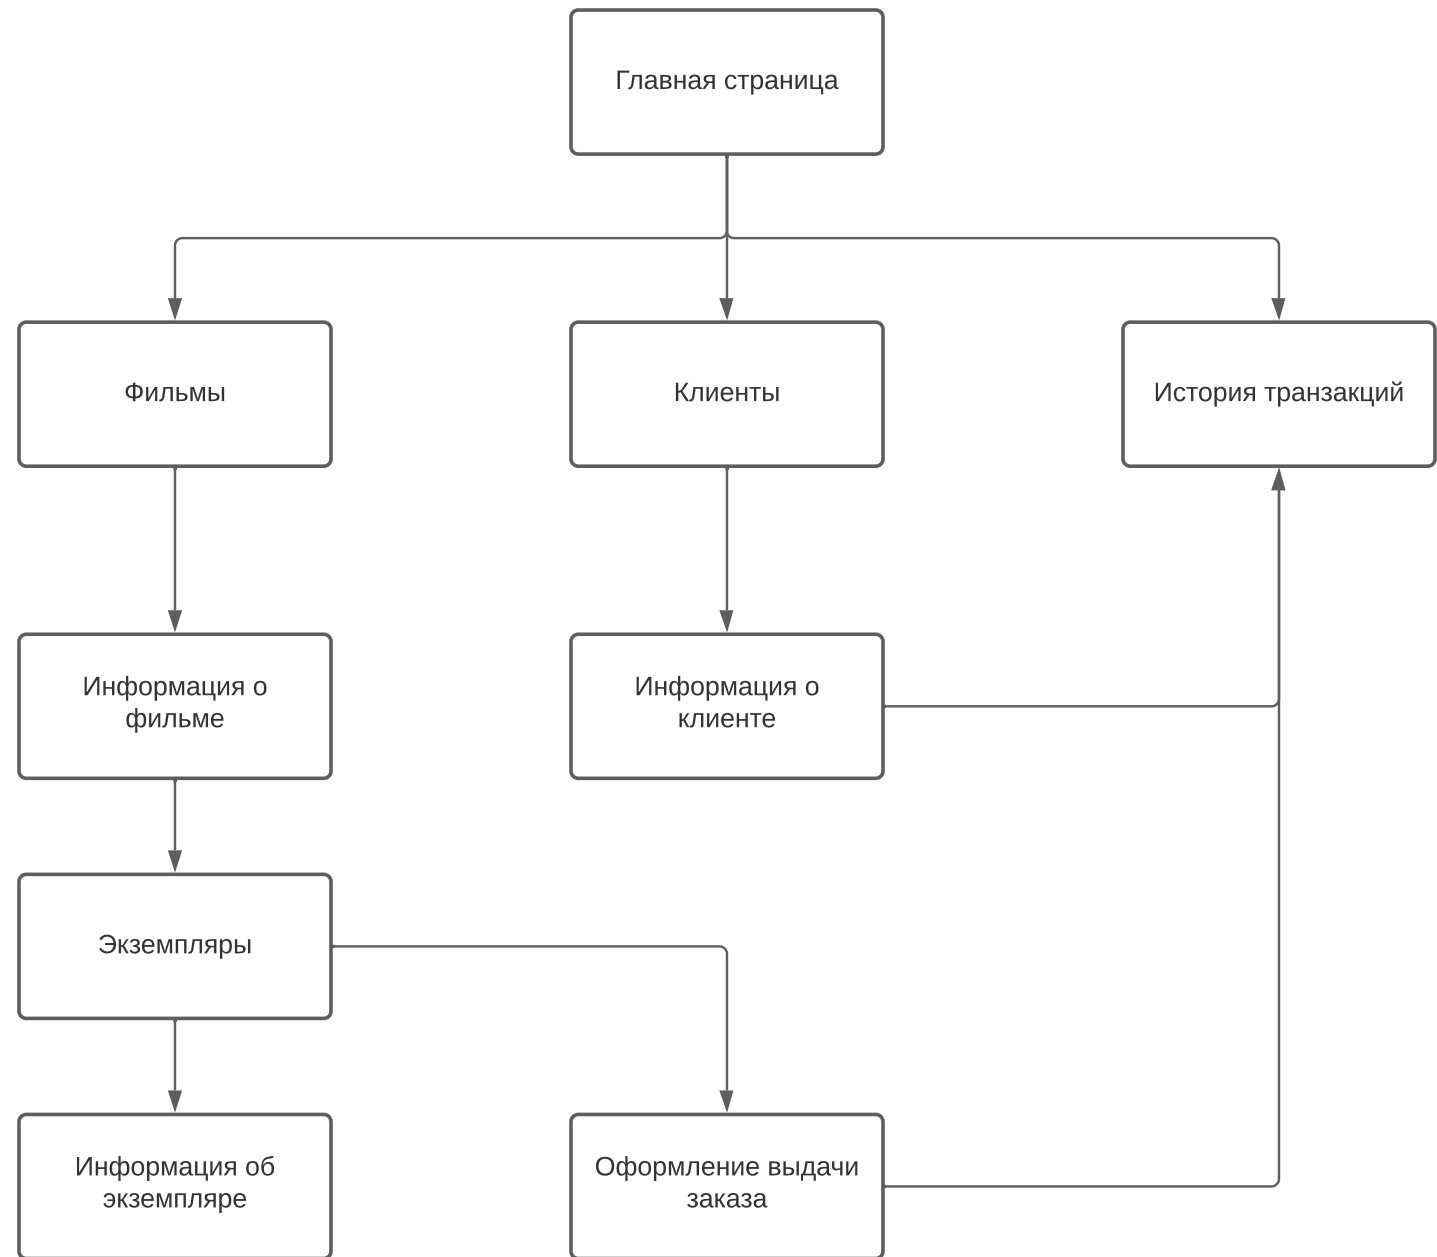 Главная страница
Фильмы
Клиенты
История транзакций
Информация о
фильме
Информация о
клиенте
Экземпляры
Информация об
экземпляре
Оформление выдачи
заказа